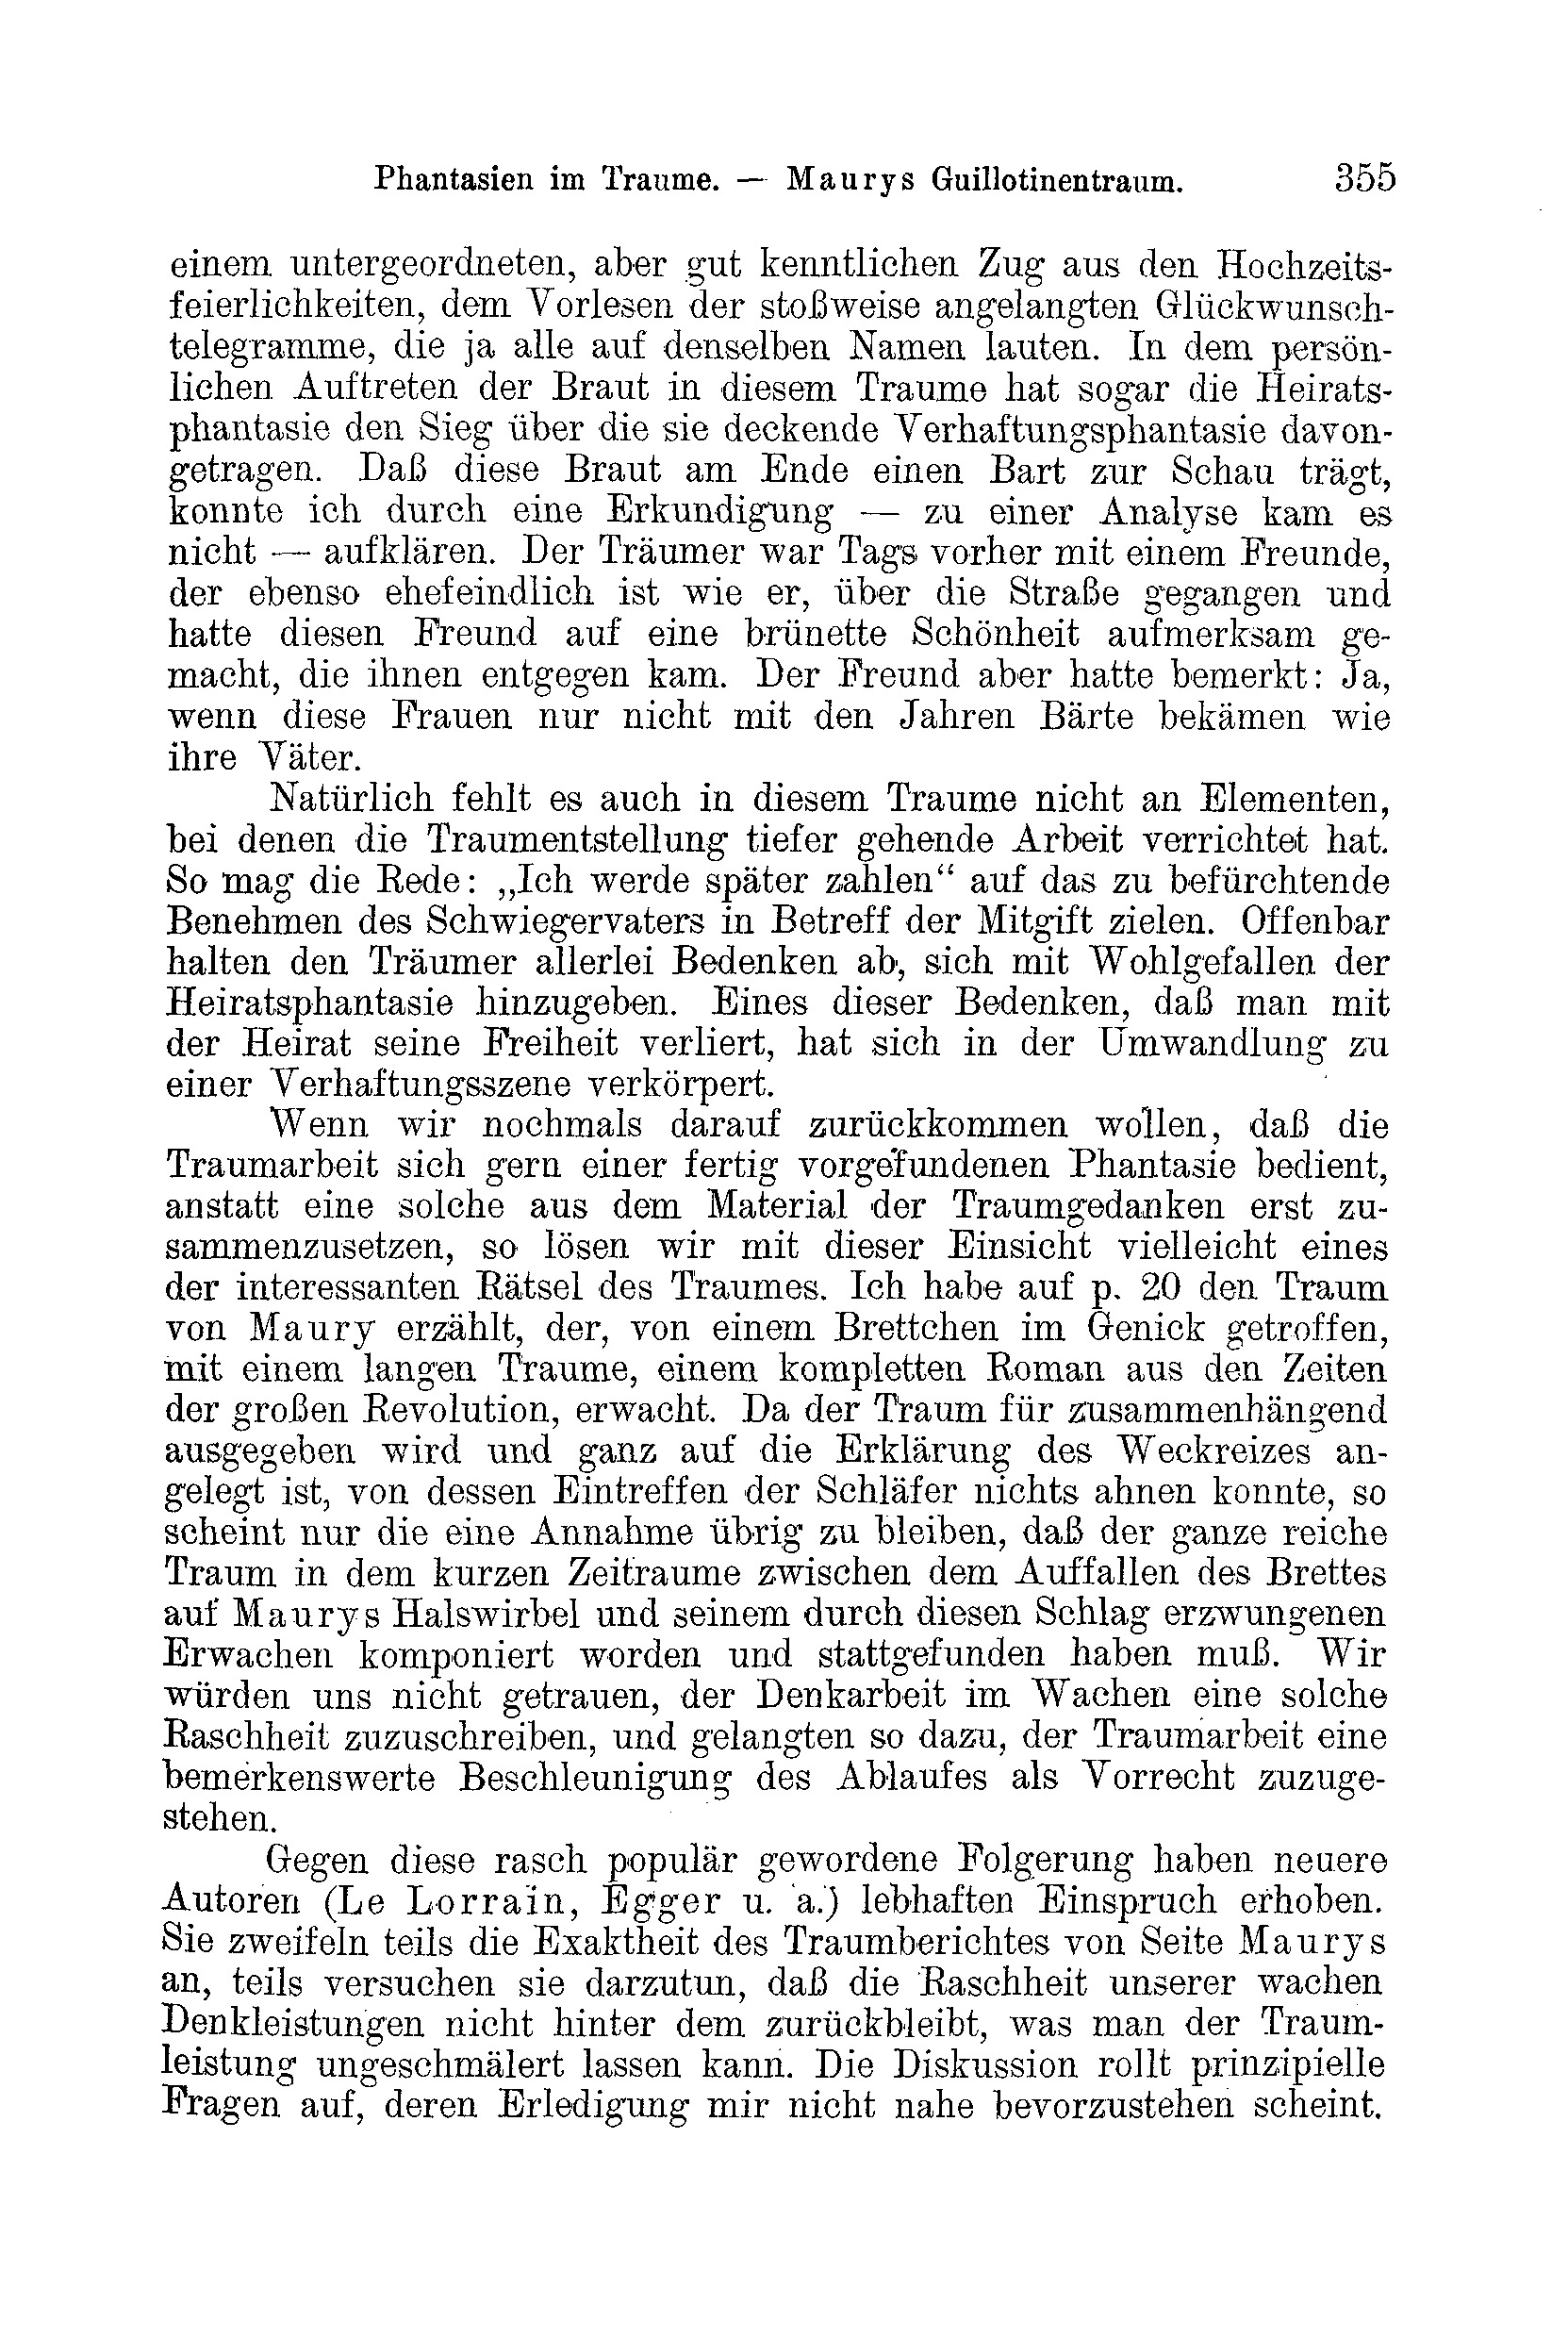 Phantasien im Traume. — Maurys Guillotinentraum. 355
einem untergeordneten, aber gut kenntlichen Zug aus den Hochzeits-
feierlichkeiten, dem Vorlesen der stoßweise angelangten Glückwunsch-
telegramme, die ja alle auf denselben Namen lauten. In dem persön-
lichen Auftreten der Braut in diesem Traume hat sogar die Heirats-
phantasie den Sieg über die sie deckende Verhaftungsphantasie davon-
getragen. Daß diese Braut am Ende einen Bart zur Schau trägt,
konnte ich durch eine Erkundigung — zu einer Analyse kam es
nicht — aufklären. Der Träumer war Tags vorher mit einem Freunde,
der ebenso ehefeindlich ist wie er, über die Straße gegangen und
hatte diesen Freund auf eine brünette Schönheit aufmerksam ge-
macht, die ihnen entgegen kam. Der Freund aber hatte bemerkt: Ja,
wenn diese Frauen nur nicht mit den Jahren Bärte bekämen wie
ihre Väter.
Natürlich fehlt es auch in diesem Traume nicht an Elementen,
bei denen die Traumentstellung tiefer gehende Arbeit verrichtet hat.
So mag die Rede: „Ich werde später zahlen“ auf das zu befürchtende
Benehmen des Schwiegervaters in Betreff der Mitgift zielen. Offenbar
halten den Träumer allerlei Bedenken ab, sich mit Wohlgefallen der
Heiratsphantasie hinzugeben. Eines dieser Bedenken, daß man mit
der Heirat seine Freiheit verliert, hat sich in der Umwandlung zu
einer Verhaftungsszene verkörpert.
Wenn wir nochmals darauf zurückkommen wollen, daß die
Traumarbeit sich gern einer fertig vorgefundenen Phantasie bedient,
anstatt eine solche aus dem Material der Traumgedanken erst zu-
sammenzusetzen, so lösen wir mit dieser Einsicht vielleicht eines
der interessanten Rätsel des Traumes. Ich habe auf p. 20 den Traum
von Maury erzählt, der, von einem Brettchen im Genick getroffen,
mit einem langen Traume, einem kompletten Roman aus den Zeiten
der großen Revolution, erwacht. Da der Traum für zusammenhängend
ausgegeben wird und ganz auf die Erklärung des Weckreizes an-
gelegt ist, von dessen Eintreffen der Schläfer nichts ahnen konnte, so
scheint nur die eine Annahme übrig zu bleiben, daß der ganze reiche
Traum in dem kurzen Zeitraume zwischen dem Auffallen des Brettes
auf Maurys Halswirbel und seinem durch diesen Schlag erzwungenen
Erwachen komponiert worden und stattgefunden haben muß. Wir
würden uns nicht getrauen, der Denkarbeit im Wachen eine solche
Raschheit zuzuschreiben, und gelangten so dazu, der Traumarbeit eine
bemerkenswerte Beschleunigung des Ablaufes als Vorrecht zuzuge-
stehen.
Gegen diese rasch populär gewordene Folgerung haben neuere
Autoren (Le Lorrain, Egger u. a.) lebhaften Einspruch erhoben.
Sie zweifeln teils die Exaktheit des Traumberichtes von Seite Maurys
an, teils versuchen sie darzutun, daß die Raschheit unserer wachen
Denkleistungen nicht hinter dem zurückbleibt, was man der Traum-
leistung ungeschmälert lassen kann. Die Diskussion rollt prinzipielle
Fragen auf, deren Erledigung mir nicht nahe bevorzustehen scheint.